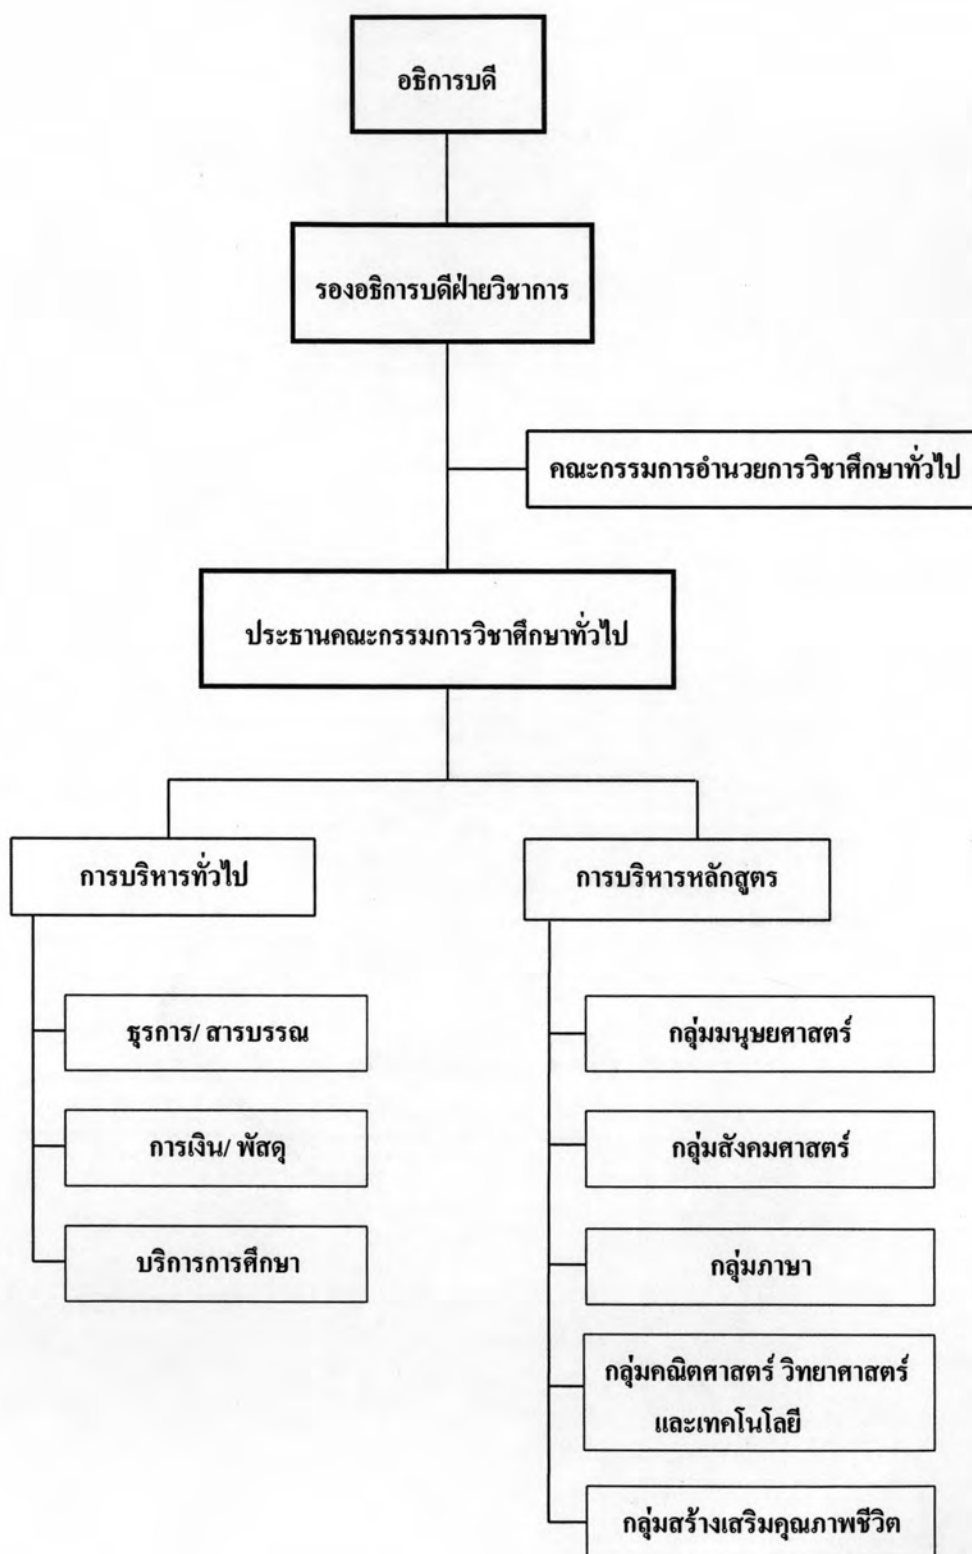 อธิการบดี
รองอธิการบดีฝ่ายวิชาการ
คณะกรรมการอำนวยการวิชาศึกษาทั่วไป
ประธานคณะกรรมการวิชาศึกษาทั่วไป
การบริหารทั่วไป
ธุรการ/ สารบรรณ
การเงิน/ พัสดุ
บริการการศึกษา
การบริหารหลักสูตร
กลุ่มมนุษยศาสตร์
กลุ่มสังคมศาสตร์
กลุ่มภาษา
กลุ่มคณิตศาสตร์ วิทยาศาสตร์
และเทคโนโลยี
กลุ่มสร้างเสริมคุณภาพชีวิต